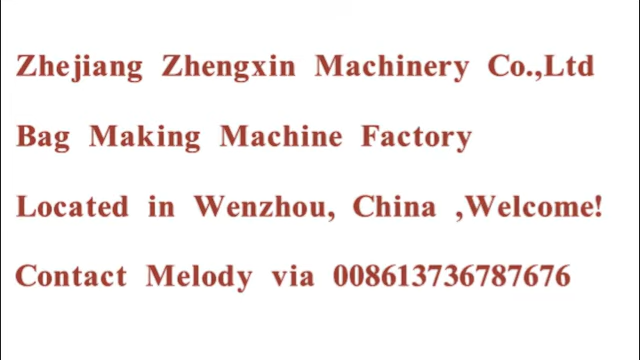 Zhejiang Zhengxin Machinery Co.,Ltd
Bag Making Machine Factory
Located in Wenzhou, China ,Welcome!
Contact Melody via 008613736787676